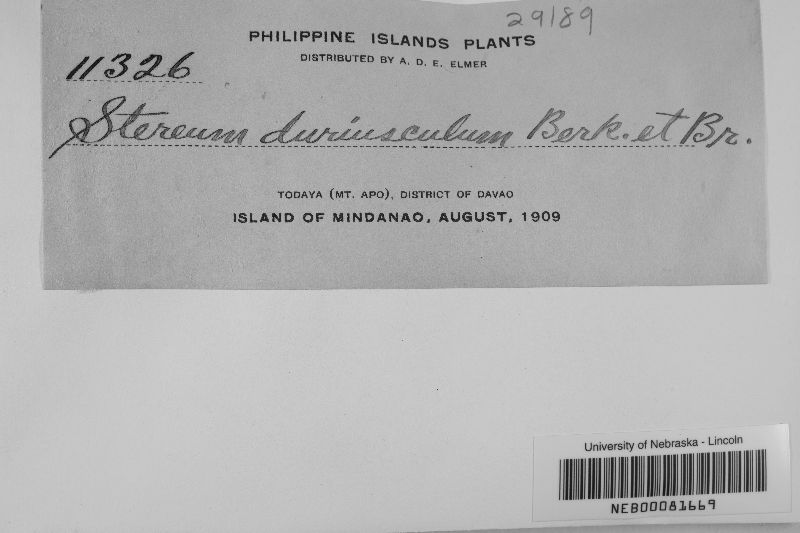 29189
PHILIPPINE ISLANDS PLANTS
DISTRIBUTED BY A. D. E. ELMER
11326
Stereum duriusculum Berk. et Br.
TODAYA (MT. APO), DISTRICT OF DAVAO
ISLAND OF MINDANAO, AUGUST, 1909
University of Nebraska - Lincoln
NEB00081669